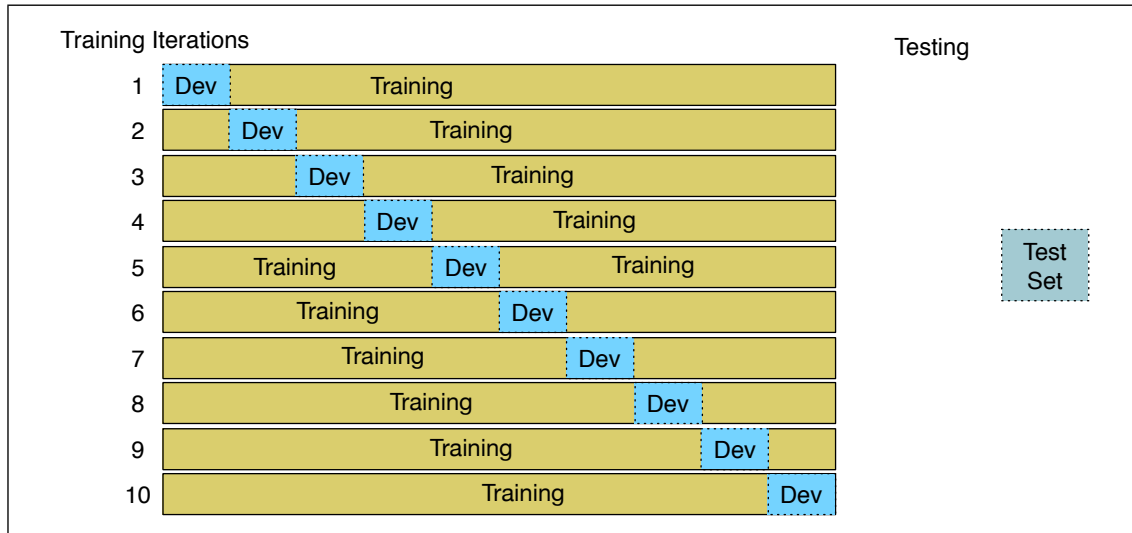 Training Iterations
Testing
1 Dev Training
2 Dev Training
3 Dev Training
4 Dev Training
5 Training Dev Training
6 Training Dev
7 Training Dev
8 Training Dev
9 Training Dev
10 Training Dev
Test
Set